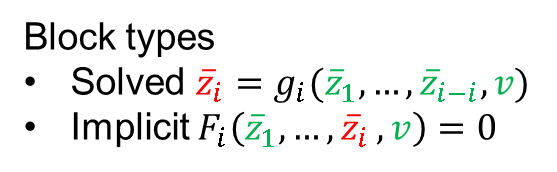 Block types
• Solved z̄ᵢ = gᵢ(z̄₁, … , z̄ᵢ₋ᵢ, v)
• Implicit Fᵢ(z̄₁, … , z̄ᵢ , v) = 0